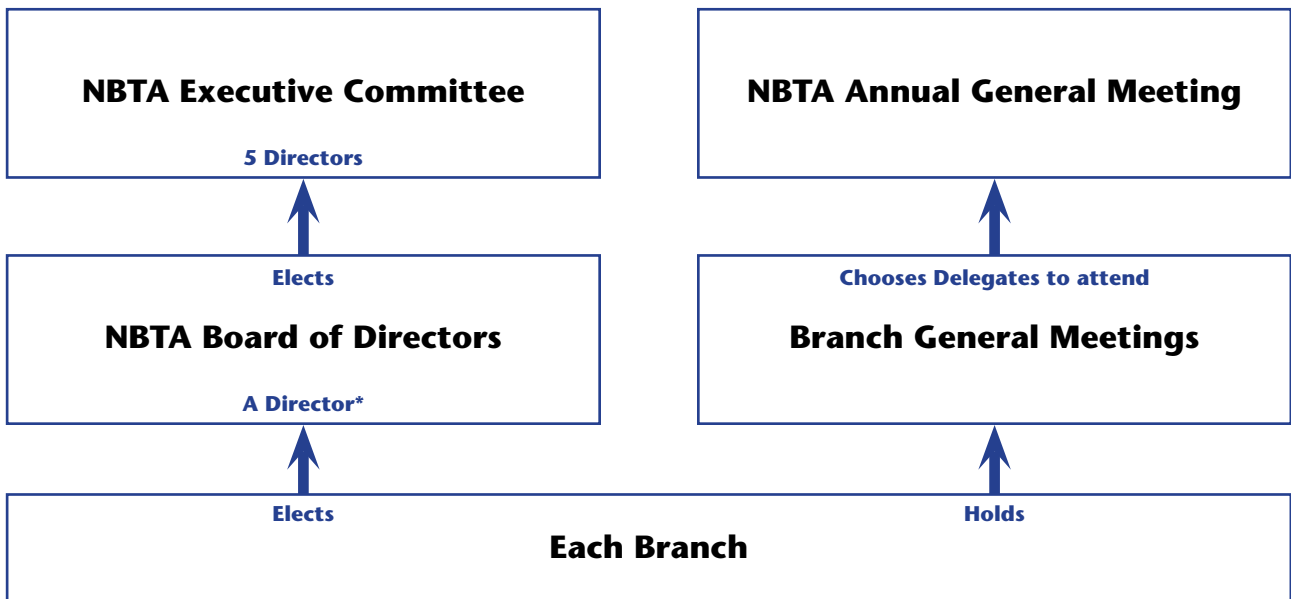 NBTA Executive Committee
5 Directors
NBTA Annual General Meeting
Elects
NBTA Board of Directors
A Director*
Chooses Delegates to attend
Branch General Meetings
Elects
Holds
Each Branch